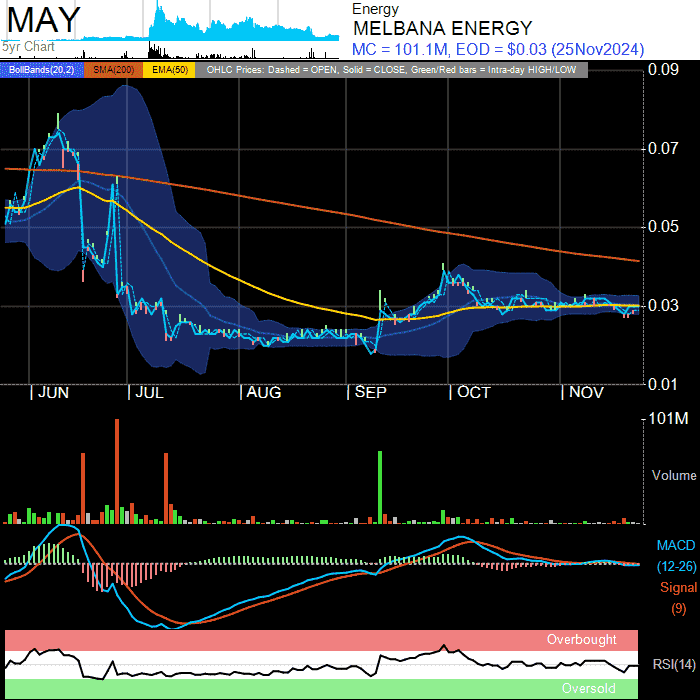 MAY
5yr Chart
Energy
MELBANA ENERGY
MC = 101.1M, EOD = $0.03 (25Nov2024)
BollBands(20,2) SMA(200) EMA(50) OHLC Prices: Dashed = OPEN, Solid = CLOSE, Green/Red bars = Intra-day HIGH/LOW
0.09
0.07
0.05
0.03
0.01
JUN JUL AUG SEP OCT NOV
101M
Volume
MACD
(12-26)
Signal
(9)
Overbought
RSI(14)
Oversold